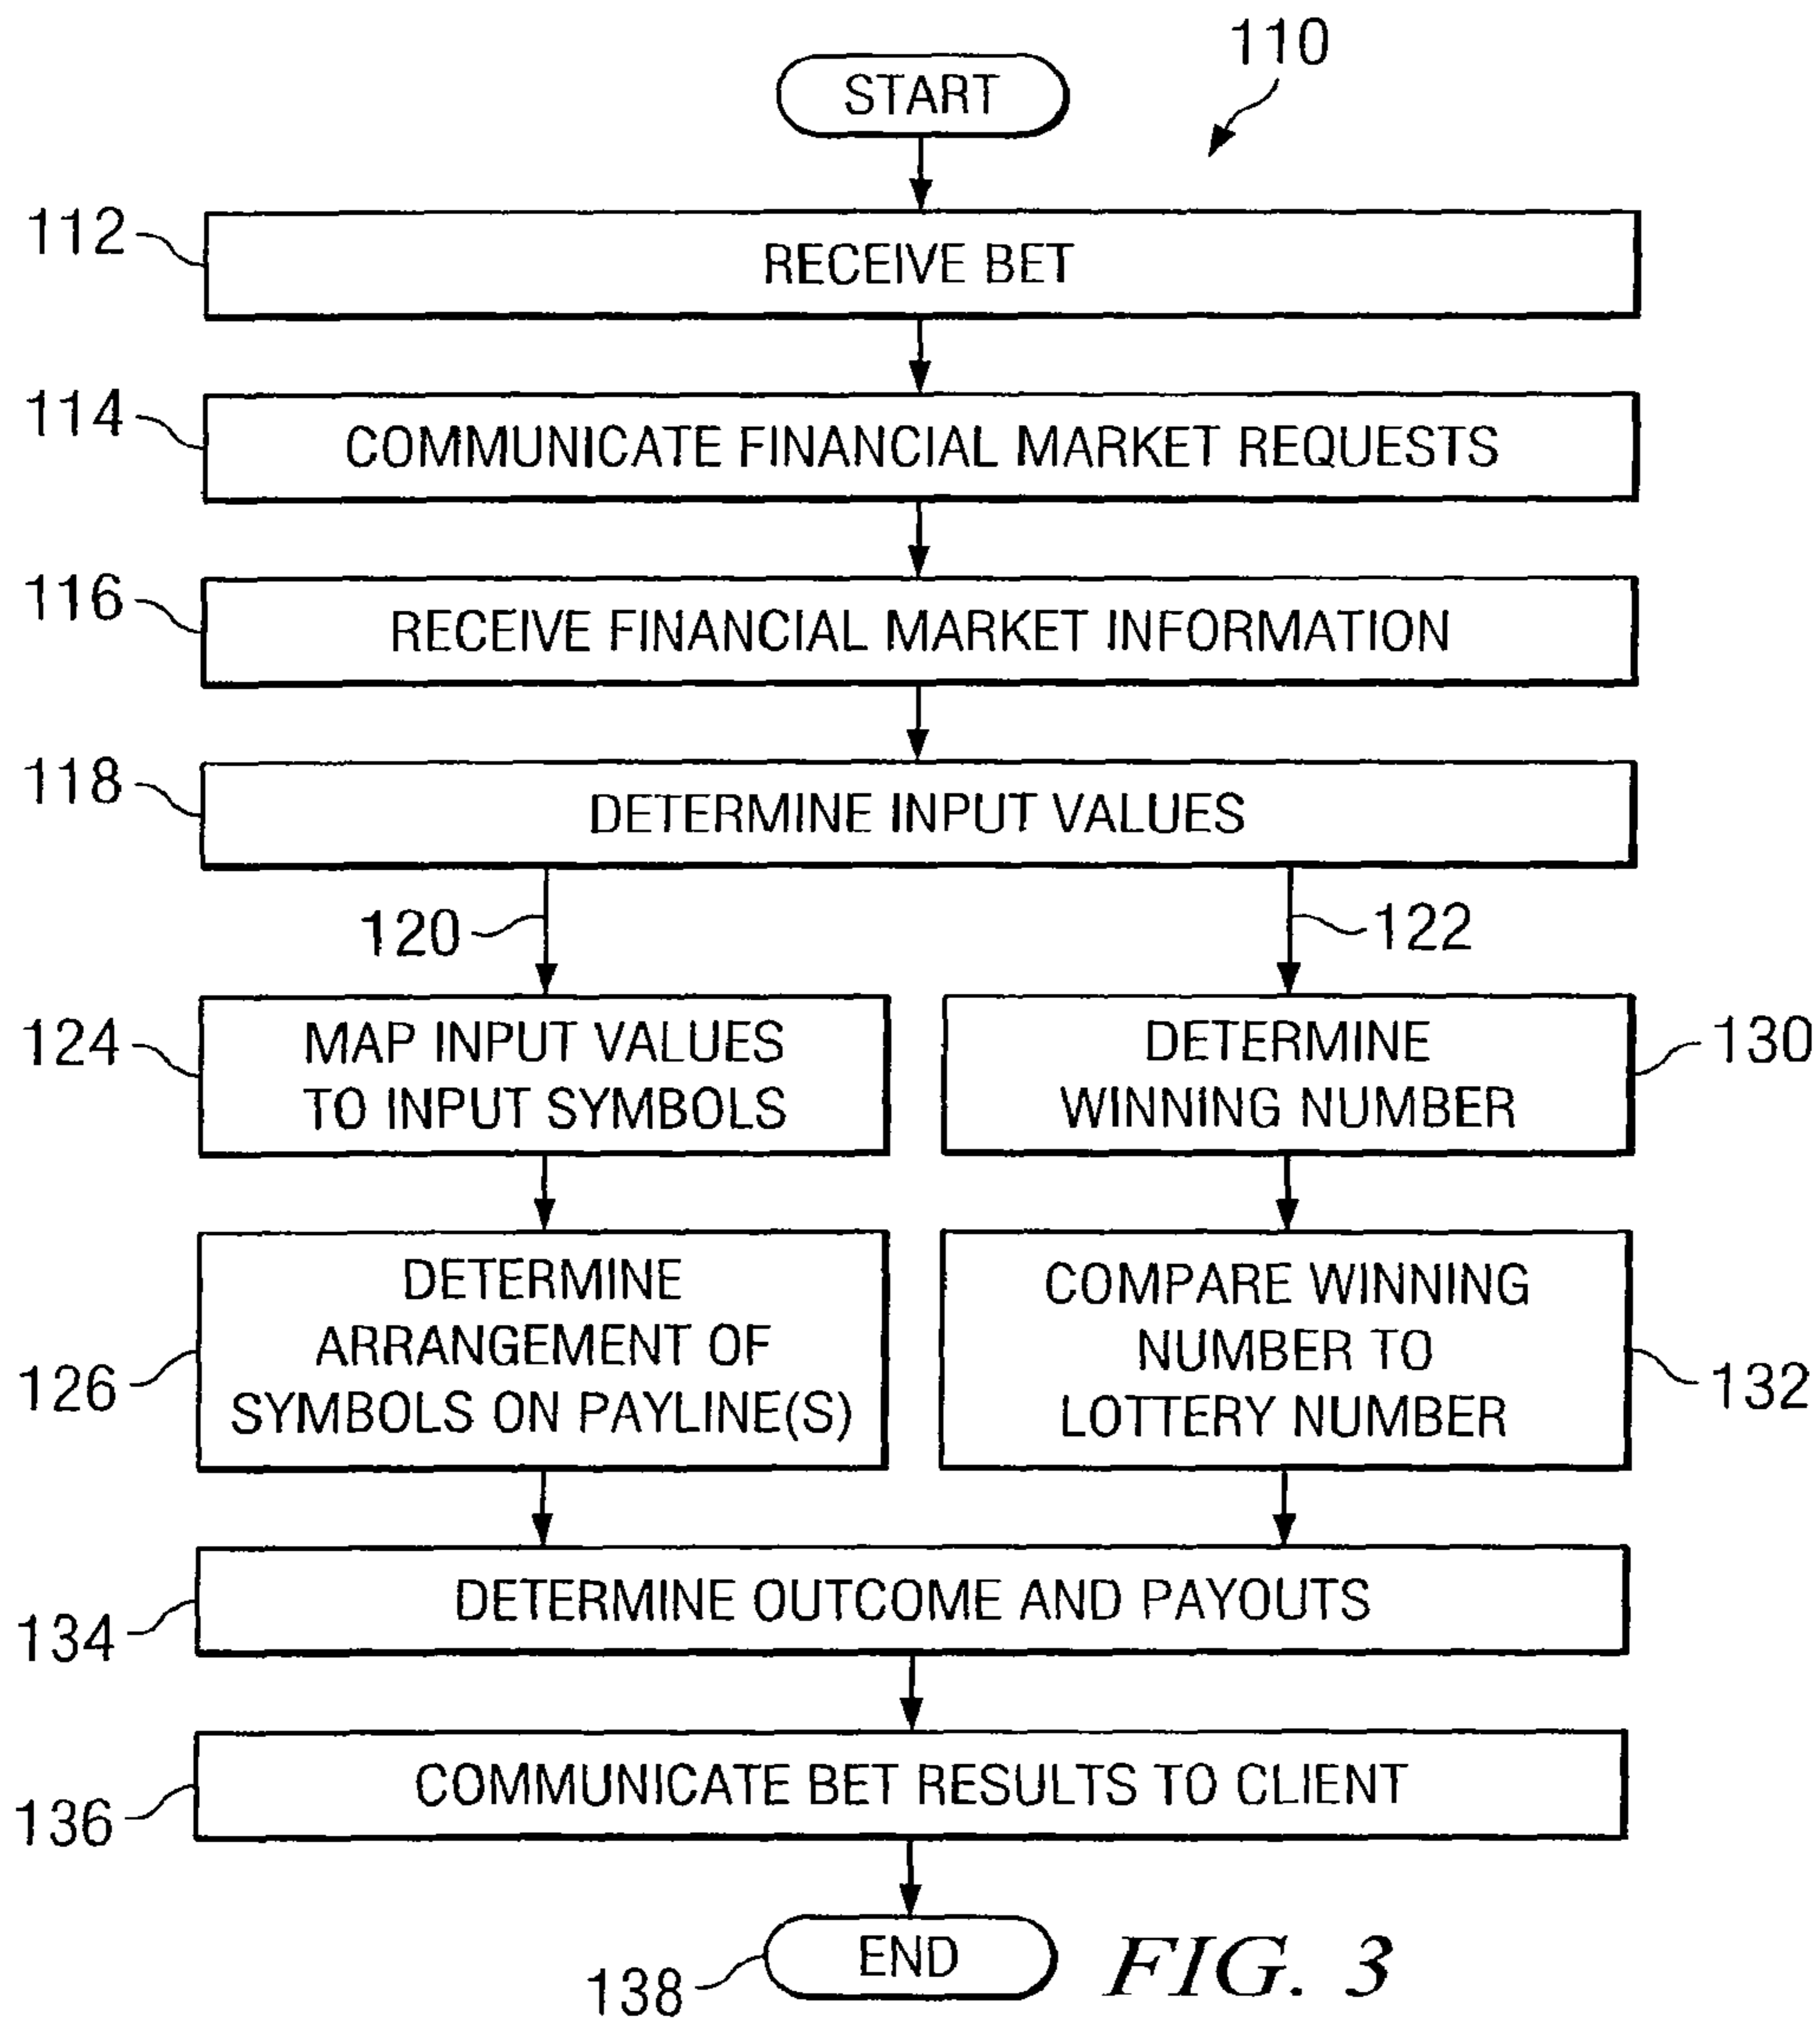 110
START
112
RECEIVE BET
114
COMMUNICATE FINANCIAL MARKET REQUESTS
116
RECEIVE FINANCIAL MARKET INFORMATION
118
DETERMINE INPUT VALUES
120
122
124
MAP INPUT VALUES
TO INPUT SYMBOLS
DETERMINE
WINNING NUMBER
130
126
DETERMINE
ARRANGEMENT OF
SYMBOLS ON PAYLINE(S)
COMPARE WINNING
NUMBER TO
LOTTERY NUMBER
132
134
DETERMINE OUTCOME AND PAYOUTS
136
COMMUNICATE BET RESULTS TO CLIENT
138
END
FIG. 3